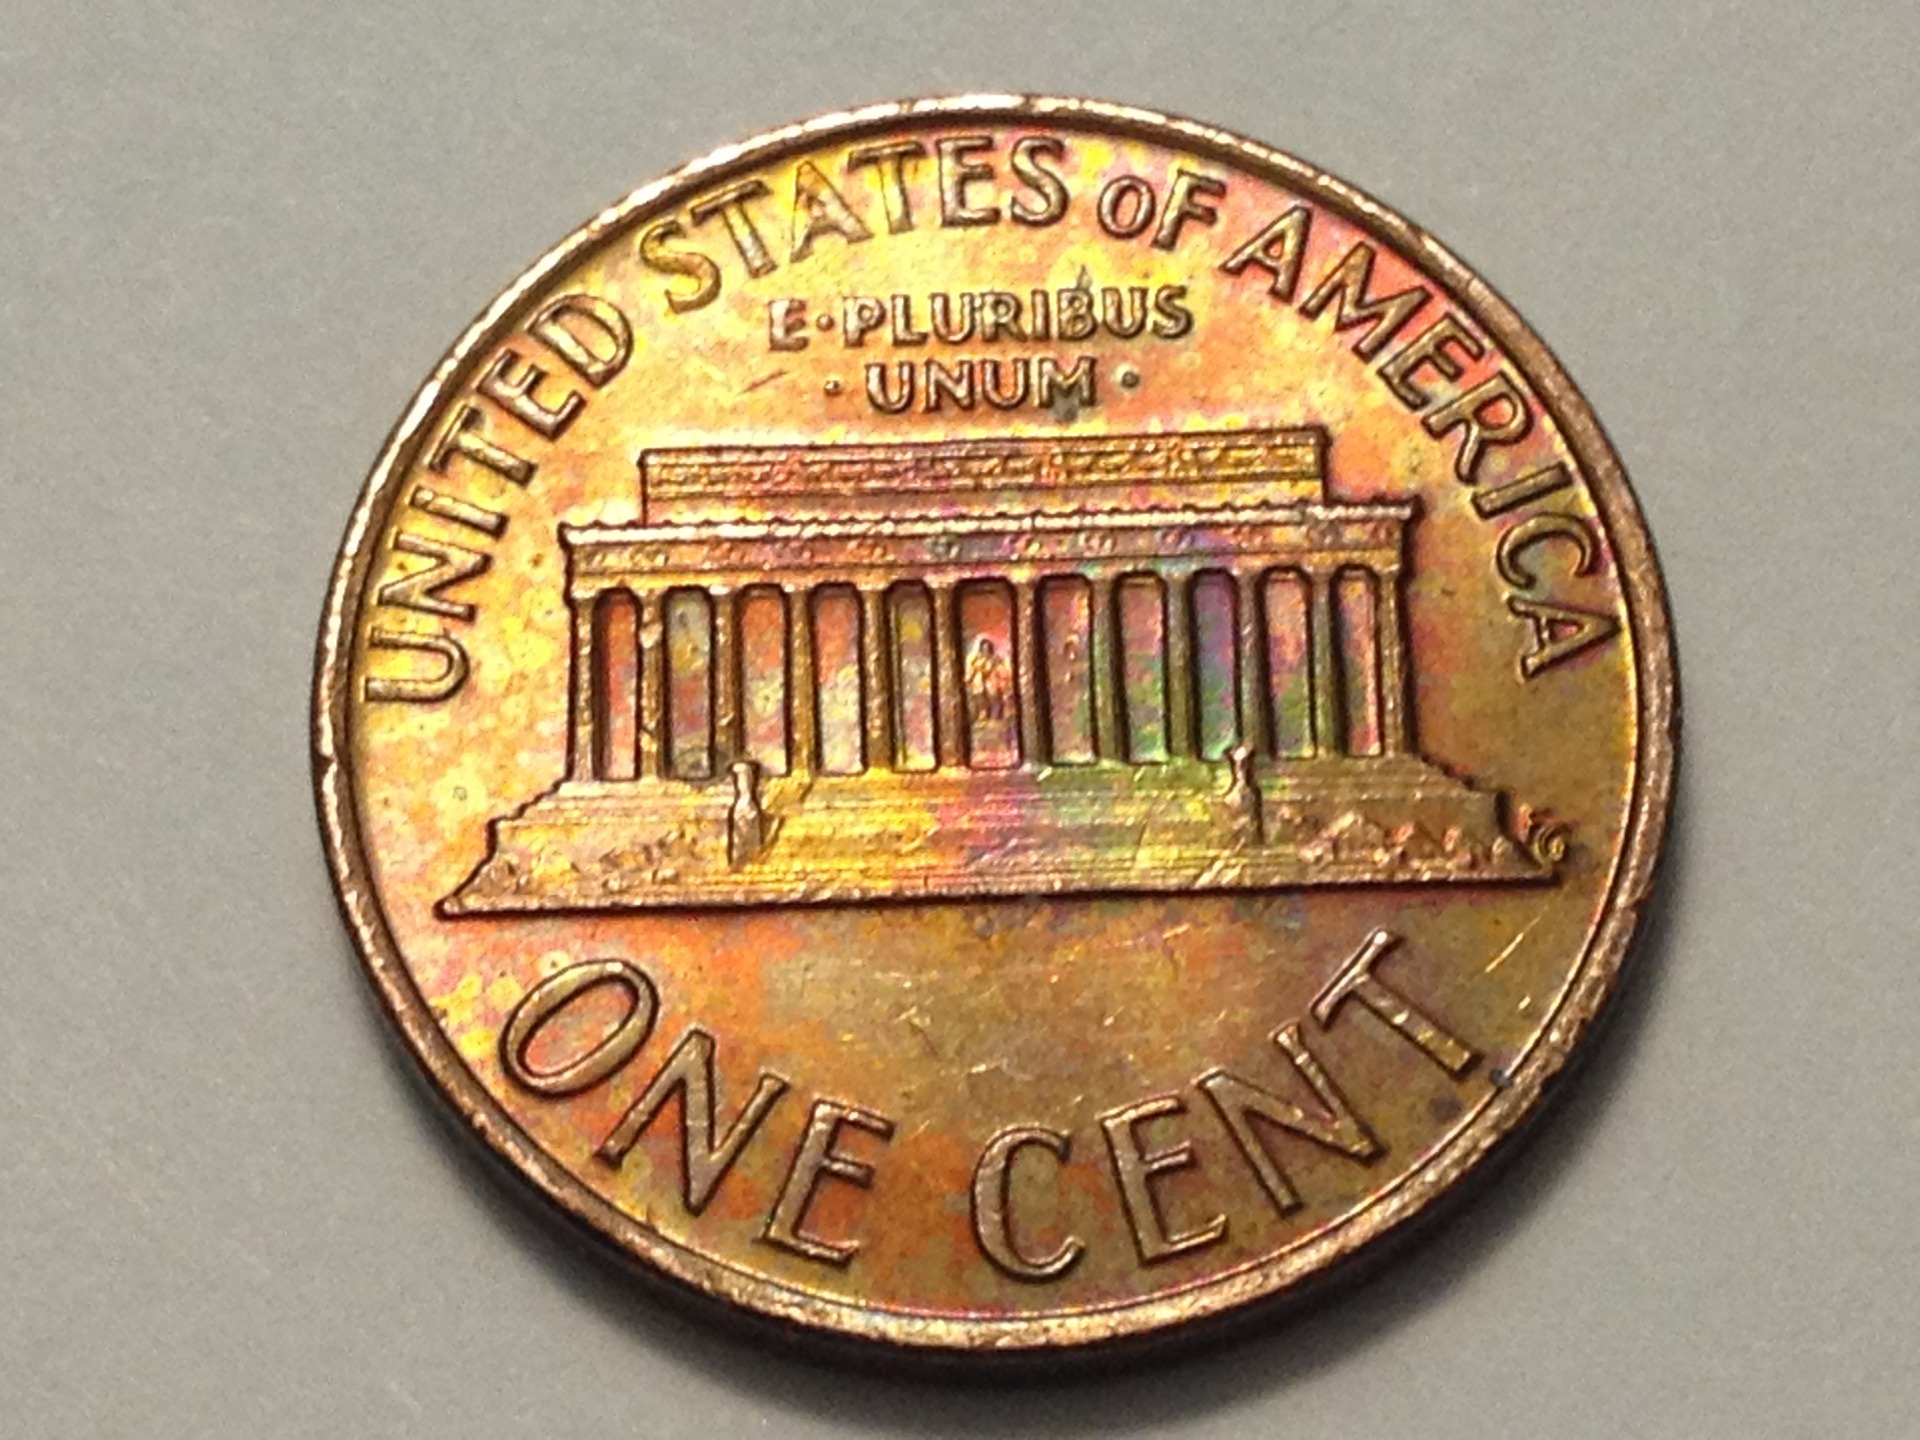 UNITED STATES OF AMERICA
E·PLURIBUS
·UNUM·
ONE CENT